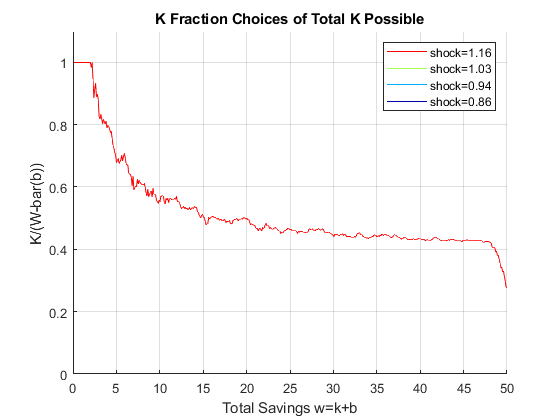 K Fraction Choices of Total K Possible
shock=1.16
shock=1.03
shock=0.94
shock=0.86
K/(W-bar(b))
1
0.8
0.6
0.4
0.2
0
0 5 10 15 20 25 30 35 40 45 50
Total Savings w=k+b